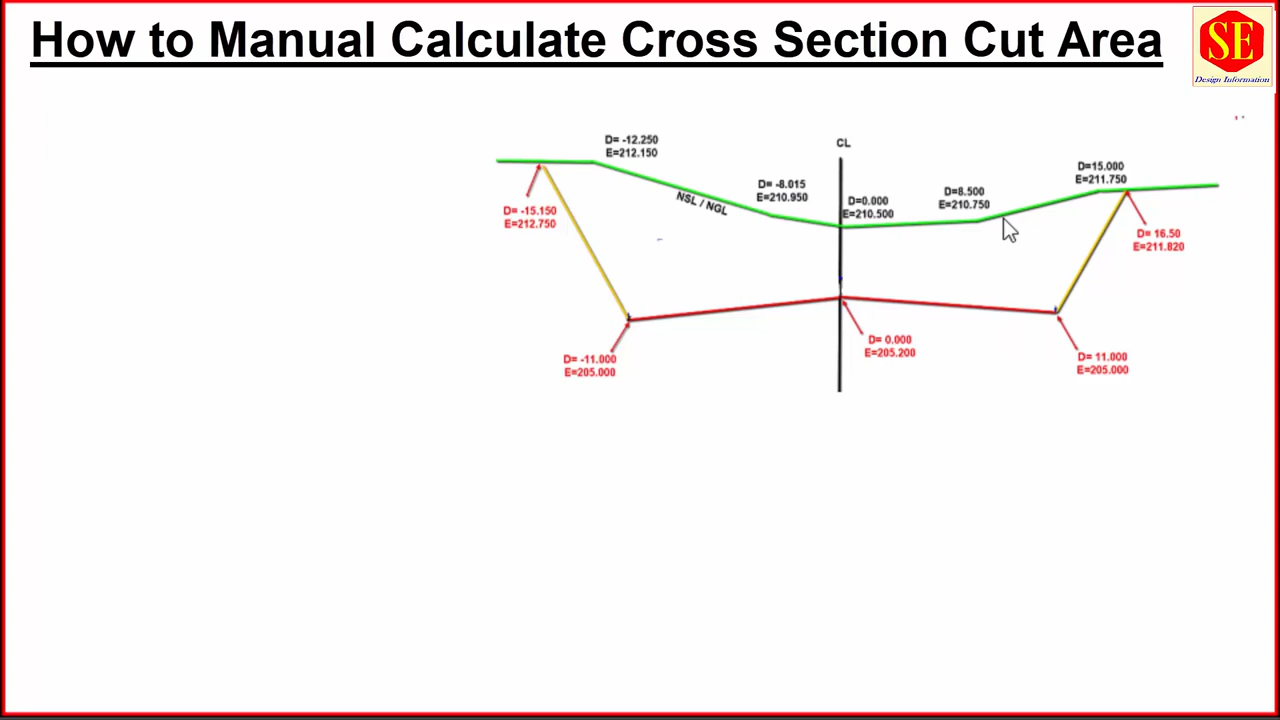 How to Manual Calculate Cross Section Cut Area
SE
Design Information
D= -12.250
E=212.150
CL
D=15.000
E=211.750
D= -8.015
E=210.950
D=8.500
E=210.750
D=0.000
E=210.500
NSL / NGL
D= -15.150
E=212.750
D= 16.50
E=211.820
D= 0.000
E=205.200
D= -11.000
E=205.000
D= 11.000
E=205.000